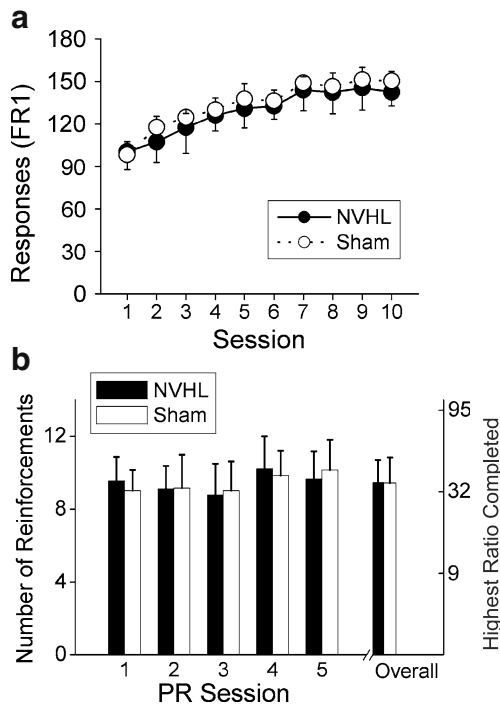 a
Responses (FR1)
180
150
120
90
60
30
0
NVHL
Sham
1 2 3 4 5 6 7 8 9 10
Session
b
Number of Reinforcements
NVHL
Sham
12
8
4
0
95
32
9
Highest Ratio Completed
1 2 3 4 5 Overall
PR Session